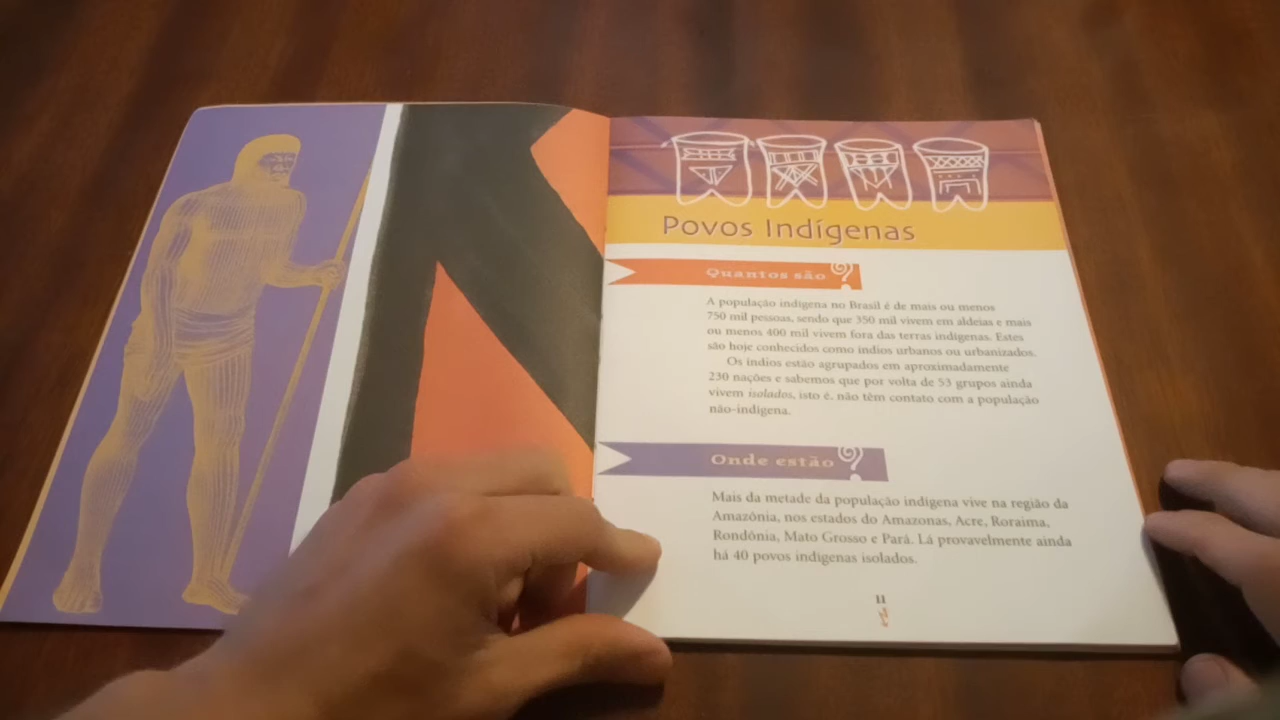 Povos Indígenas
Quantos são?
A população indígena no Brasil é de mais ou menos
750 mil pessoas, sendo que 350 mil vivem em aldeias e mais
ou menos 400 mil vivem fora das terras indígenas. Estes
são hoje conhecidos como índios urbanos ou urbanizados.
Os índios estão agrupados em aproximadamente
230 nações e sabemos que por volta de 53 grupos ainda
vivem isolados, isto é, não têm contato com a população
não-indígena.
Onde estão?
Mais da metade da população indígena vive na região da
Amazônia, nos estados do Amazonas, Acre, Roraima,
Rondônia, Mato Grosso e Pará. Lá provavelmente ainda
há 40 povos indígenas isolados.
11